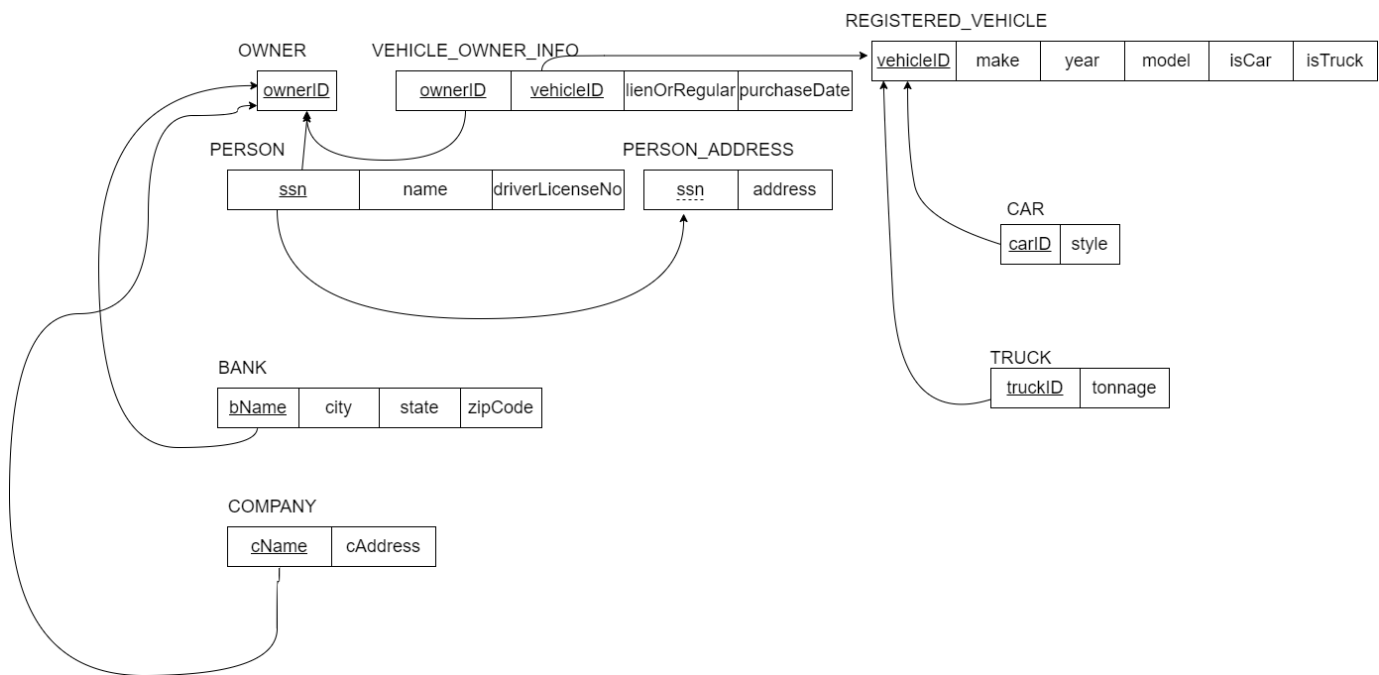 REGISTERED_VEHICLE
OWNER VEHICLE_OWNER_INFO
vehicleID make year model isCar isTruck
ownerID ownerID vehicleID lienOrRegular purchaseDate
PERSON PERSON_ADDRESS
ssn name driverLicenseNo ssn address
CAR
carID style
TRUCK
BANK
truckID tonnage
bName city state zipCode
COMPANY
cName cAddress